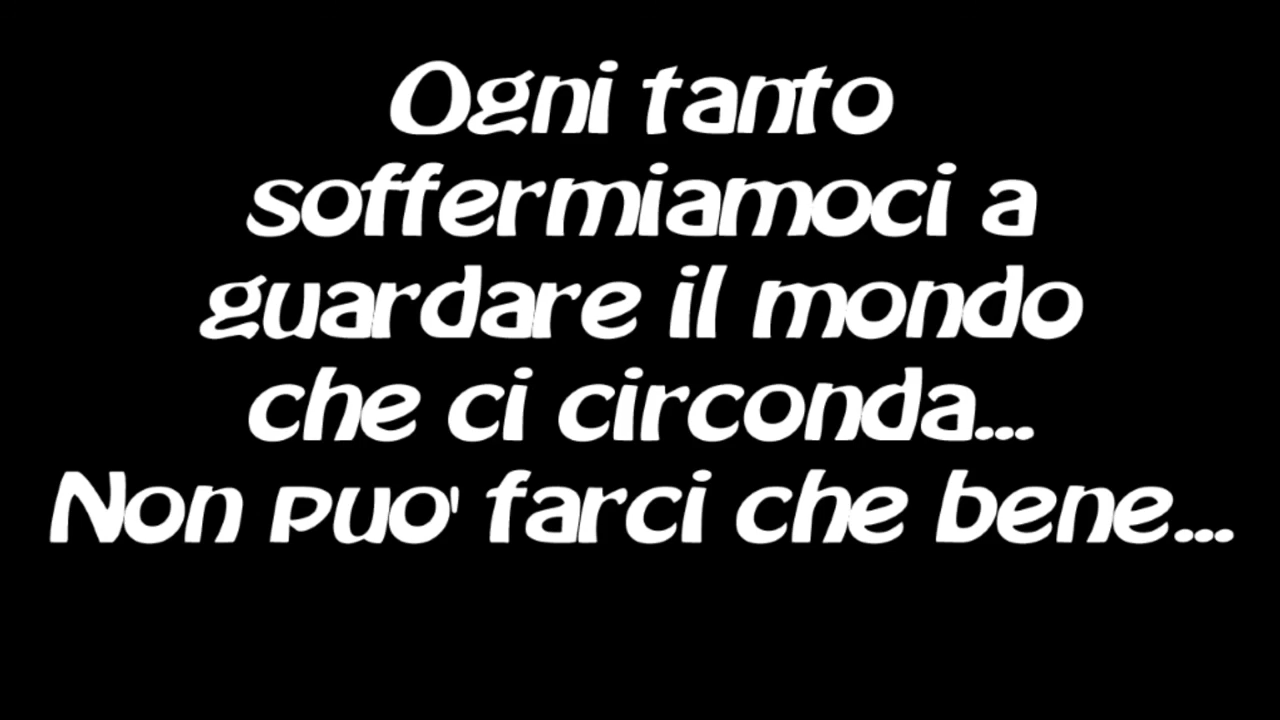 Ogni tanto
soffermiamoci a
guardare il mondo
che ci circonda...
Non puo' farci che bene...